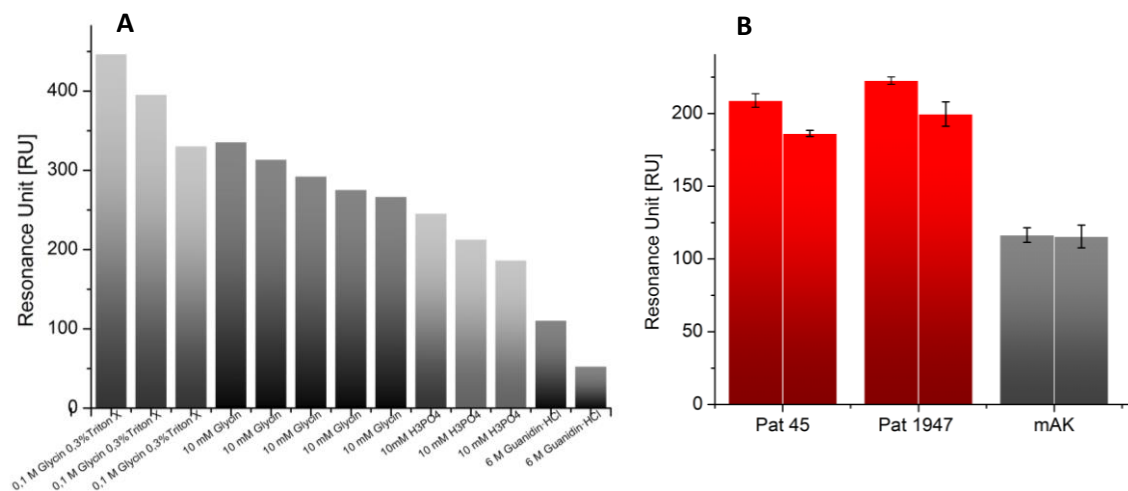 A
Resonance Unit [RU]
400
300
200
100
0
0,1 M Glycin 0,3%Triton X
0,1 M Glycin 0,3%Triton X
0,1 M Glycin 0,3%Triton X
10 mM Glycin
10 mM Glycin
10 mM Glycin
10 mM Glycin
10 mM Glycin
10mM H3PO4
10 mM H3PO4
10 mM H3PO4
6 M Guanidin-HCl
6 M Guanidin-HCl
B
Resonance Unit [RU]
200
150
100
50
0
Pat 45
Pat 1947
mAK